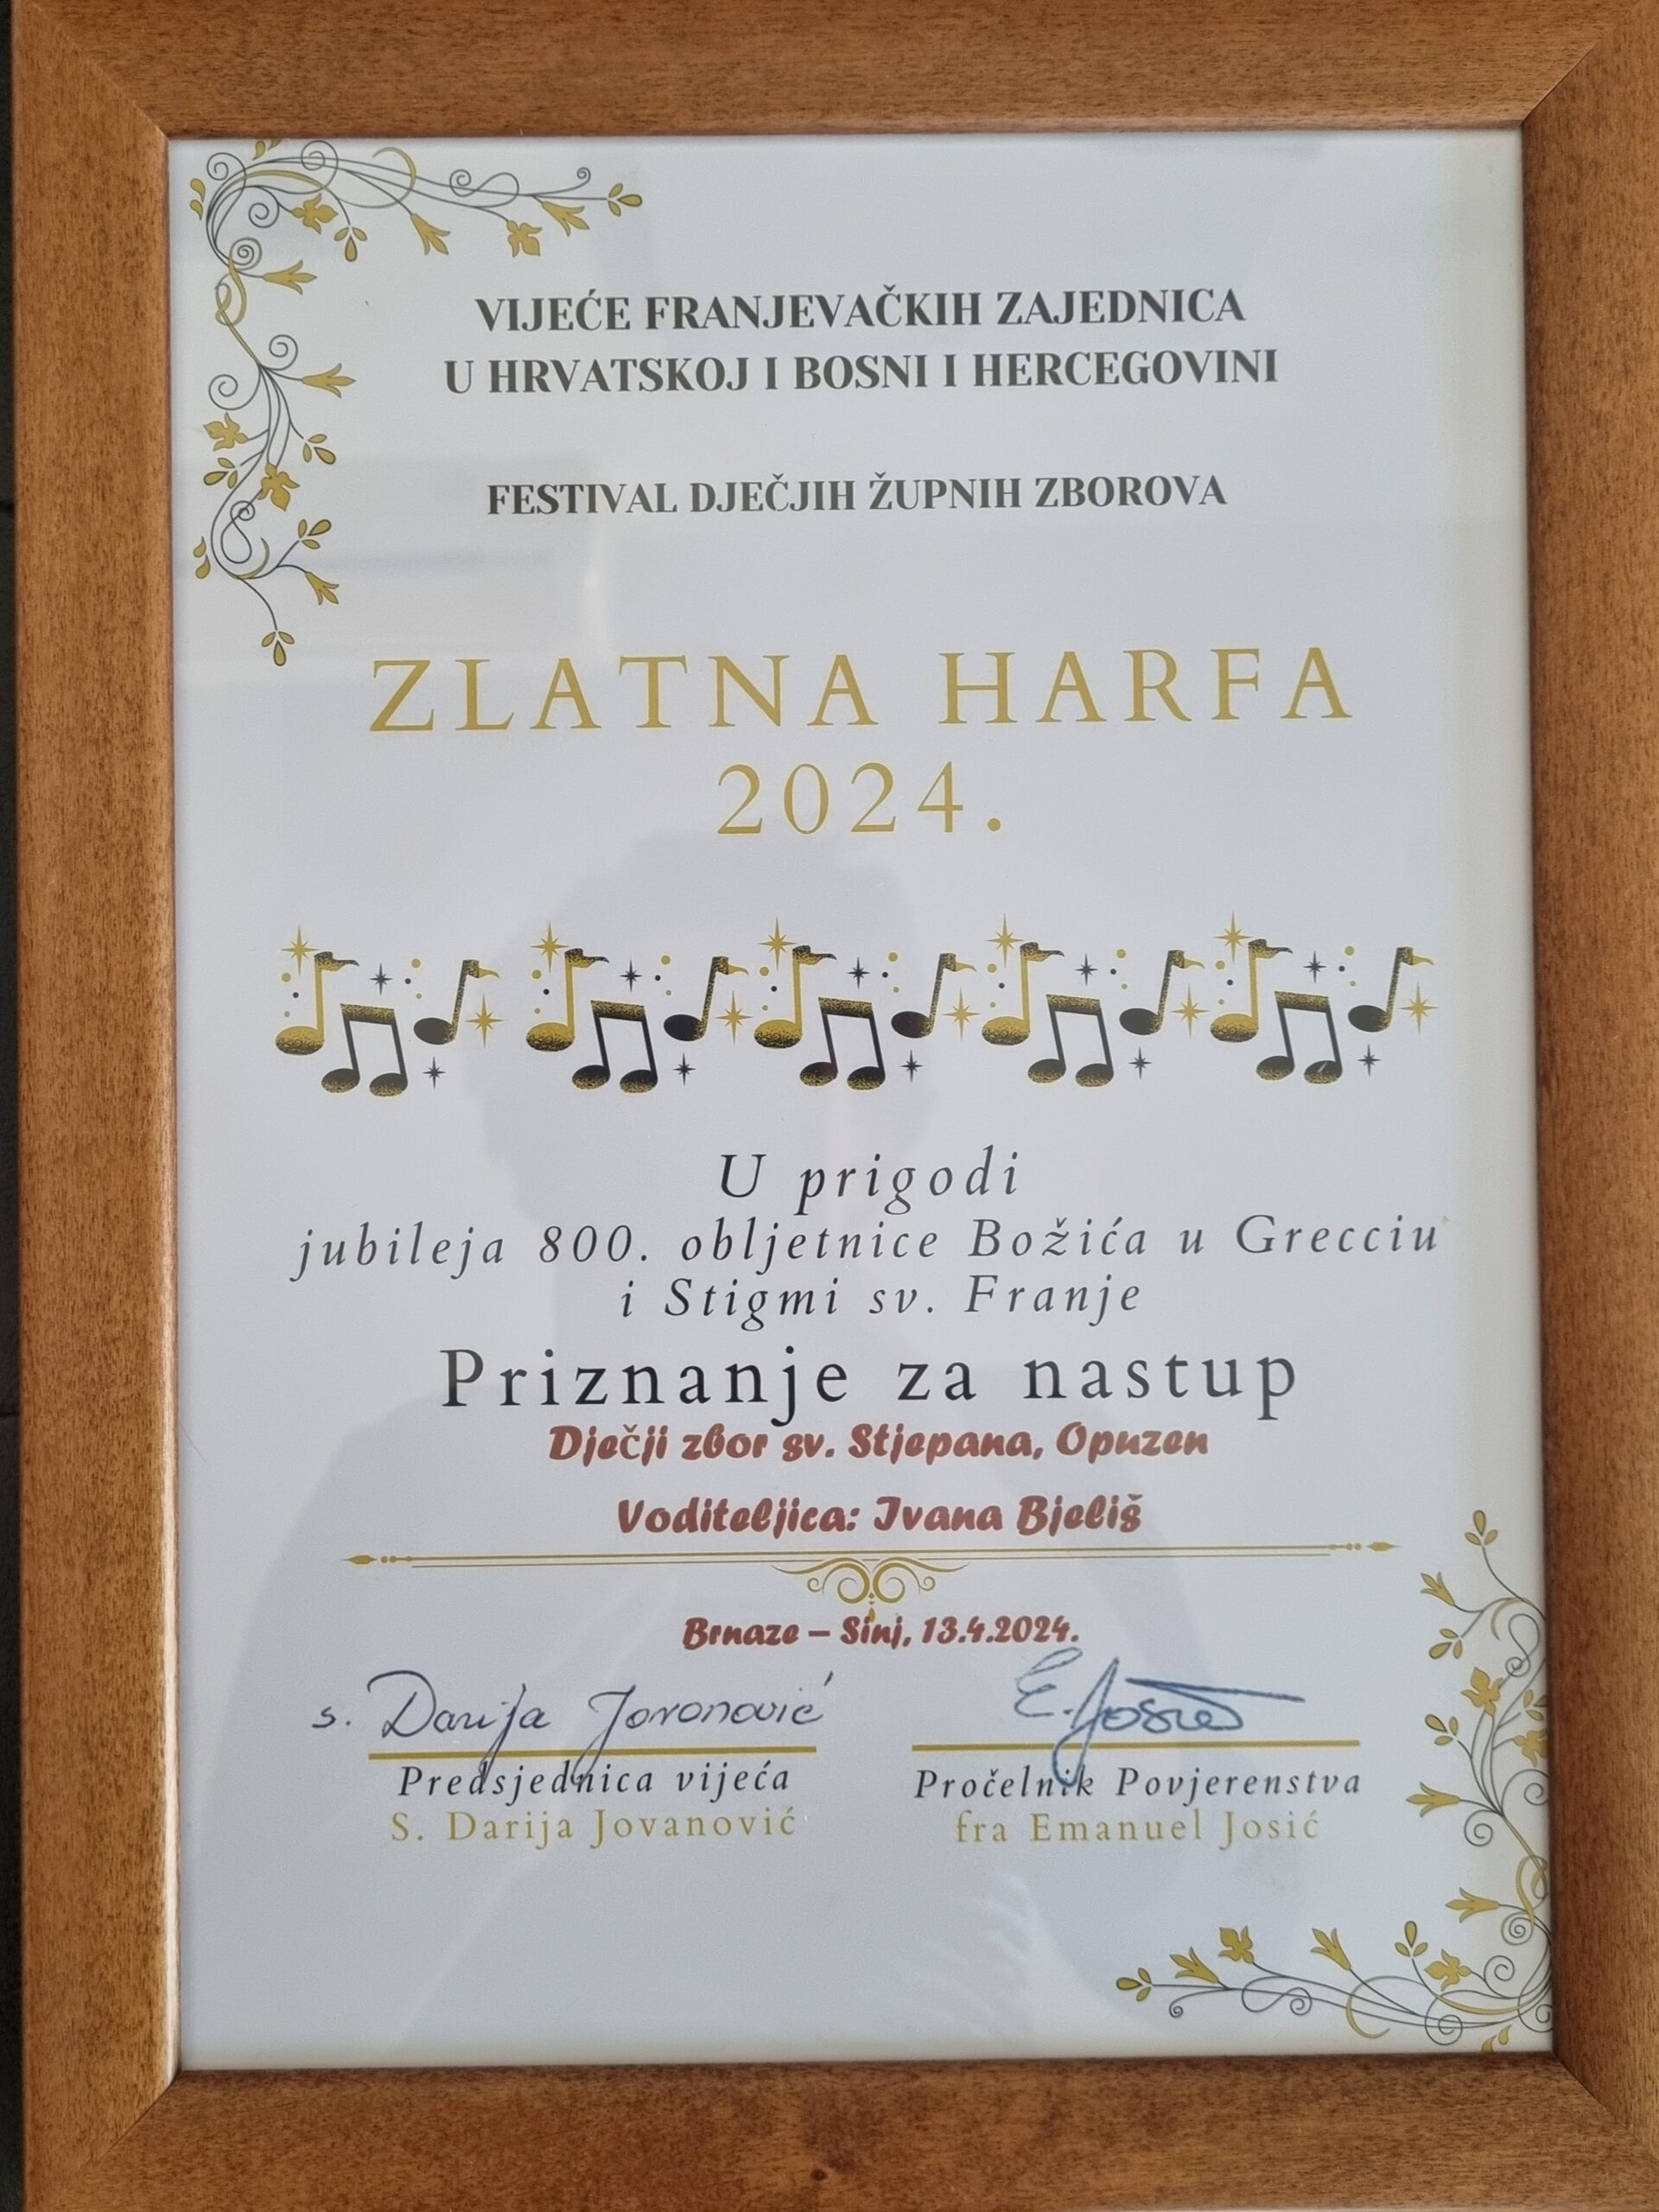 VIJEĆE FRANJEVAČKIH ZAJEDNICA
U HRVATSKOJ I BOSNI I HERCEGOVINI
FESTIVAL DJEČJIH ŽUPNIH ZBOROVA
ZLATNA HARFA
2024.
U prigodi
jubileja 800. obljetnice Božića u Grecciu
i Stigmi sv. Franje
Priznanje za nastup
Dječji zbor sv. Stjepana, Opuzen
Voditeljica: Ivana Bjeliš
Brnaze – Sinj, 13.4.2024.
s. Darija Jovanović
E. Josić
Predsjednica vijeća
Pročelnik Povjerenstva
S. Darija Jovanović
fra Emanuel Josić